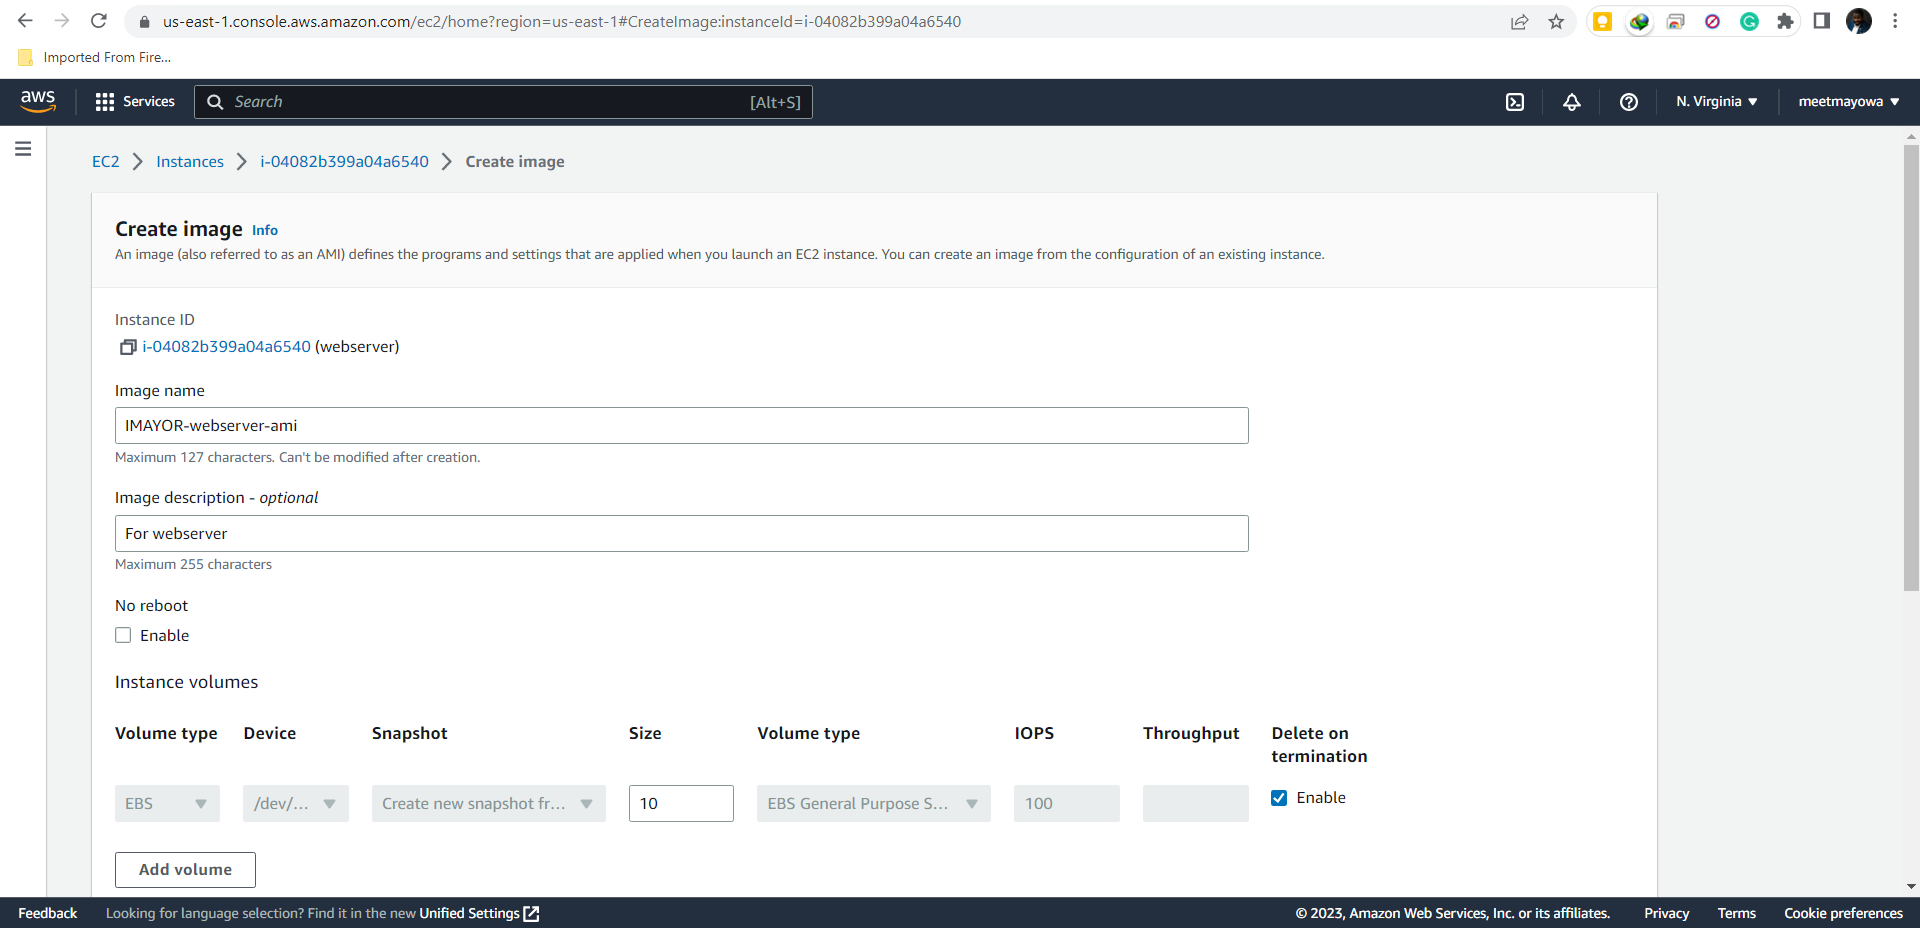 us-east-1.console.aws.amazon.com/ec2/home?region=us-east-1#CreateImage:instanceId=i-04082b399a04a6540
Imported From Fire...
aws Services Search [Alt+S] N. Virginia meetmayowa
EC2 Instances i-04082b399a04a6540 Create image
Create image Info
An image (also referred to as an AMI) defines the programs and settings that are applied when you launch an EC2 instance. You can create an image from the configuration of an existing instance.
Instance ID
i-04082b399a04a6540 (webserver)
Image name
IMAYOR-webserver-ami
Maximum 127 characters. Can't be modified after creation.
Image description - optional
For webserver
Maximum 255 characters
No reboot
Enable
Instance volumes
Volume type Device Snapshot Size Volume type IOPS Throughput Delete on termination
EBS /dev/... Create new snapshot fr... 10 EBS General Purpose S... 100 Enable
Add volume
Feedback Looking for language selection? Find it in the new Unified Settings © 2023, Amazon Web Services, Inc. or its affiliates. Privacy Terms Cookie preferences